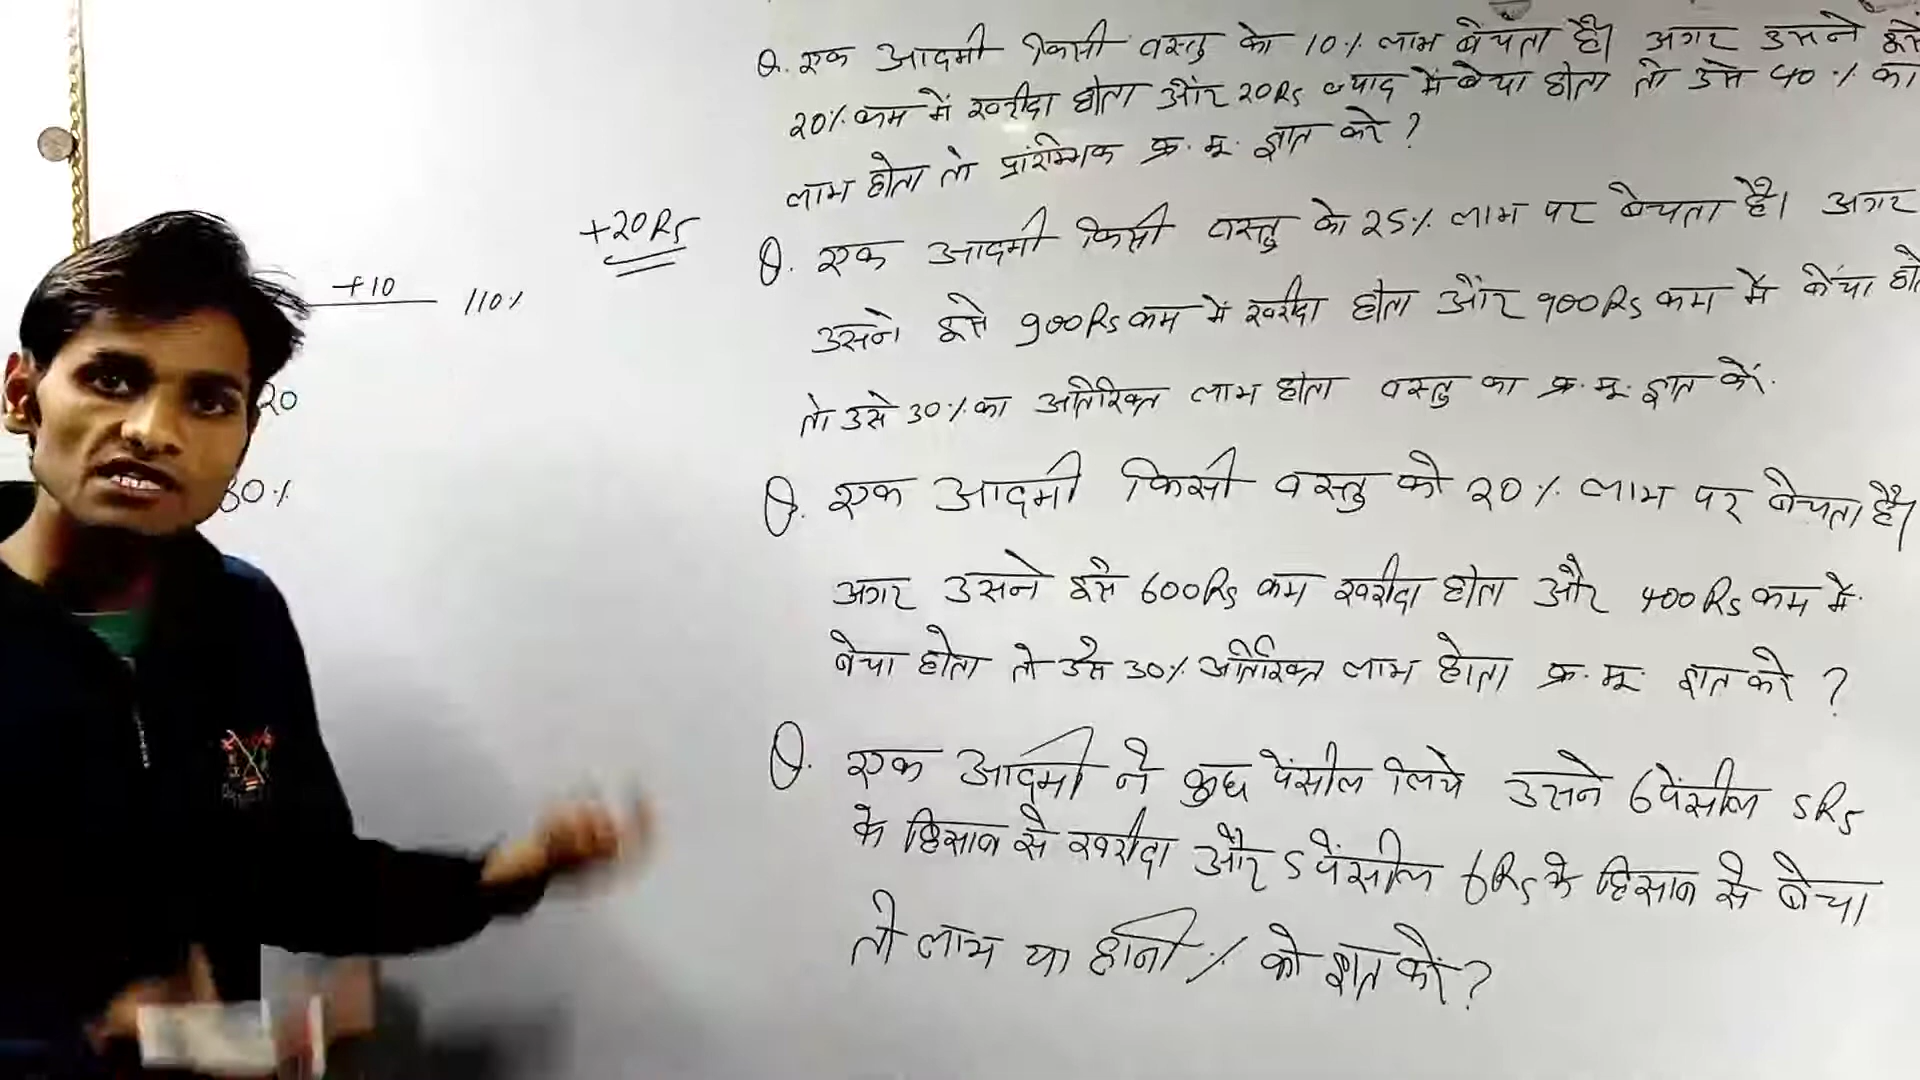 +20Rs
+10 110%
20
80%
Q. एक आदमी किसी वस्तु को 10% लाभ बेचता है। अगर उसने इसे
20% कम में खरीदा होता और 20Rs ज्याद में बेचा होता तो उसे 40% का
लाभ होता तो प्रांरम्भिक क्र. मू. ज्ञात करे ?
Q. एक आदमी किसी वस्तु को 25% लाभ पर बेचता है। अगर
उसने इसे 900Rs कम में खरीदा होता और 900Rs कम में बेंचा हो
तो उसे 30% का अतिरिक्त लाभ होता वस्तु का क्र. मू. ज्ञात करें.
Q. एक आदमी किसी वस्तु को 20% लाभ पर बेचता है।
अगर उसने इसे 600Rs कम खरीदा होता और 400Rs कम में
बेचा होता तो उसे 30% अतिरिक्त लाभ होता क्र. मू. ज्ञात करे ?
Q. एक आदमी ने कुछ पेंसील लिये उसने 6 पेंसील 5Rs
के हिसाब से खरीदा और 5 पेंसील 6Rs के हिसाब से बेचा
तो लाभ या हानी % को ज्ञात करें ?